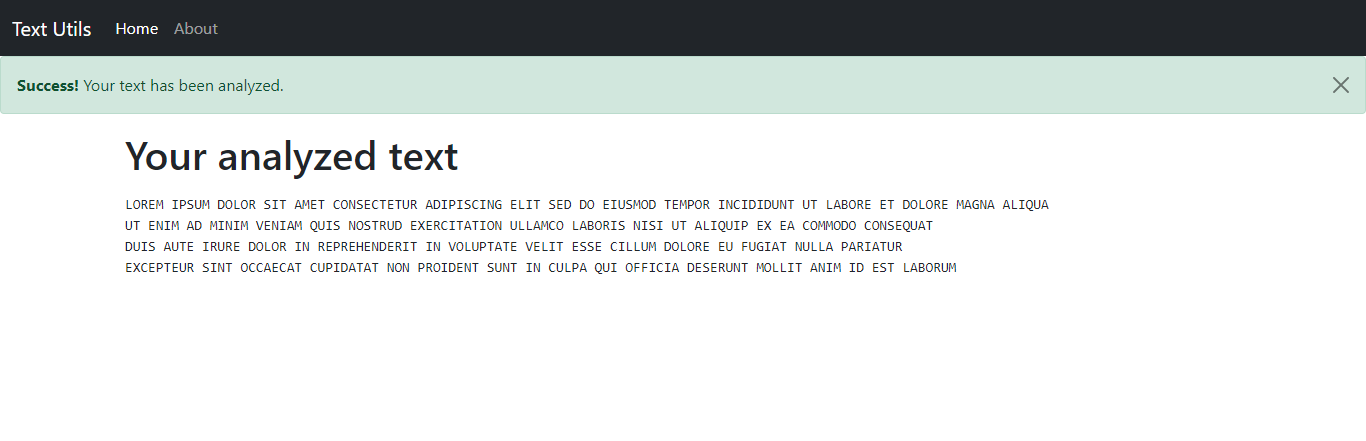 Text Utils Home About
Success! Your text has been analyzed.
Your analyzed text
LOREM IPSUM DOLOR SIT AMET CONSECTETUR ADIPISCING ELIT SED DO EIUSMOD TEMPOR INCIDIDUNT UT LABORE ET DOLORE MAGNA ALIQUA
UT ENIM AD MINIM VENIAM QUIS NOSTRUD EXERCITATION ULLAMCO LABORIS NISI UT ALIQUIP EX EA COMMODO CONSEQUAT
DUIS AUTE IRURE DOLOR IN REPREHENDERIT IN VOLUPTATE VELIT ESSE CILLUM DOLORE EU FUGIAT NULLA PARIATUR
EXCEPTEUR SINT OCCAECAT CUPIDATAT NON PROIDENT SUNT IN CULPA QUI OFFICIA DESERUNT MOLLIT ANIM ID EST LABORUM